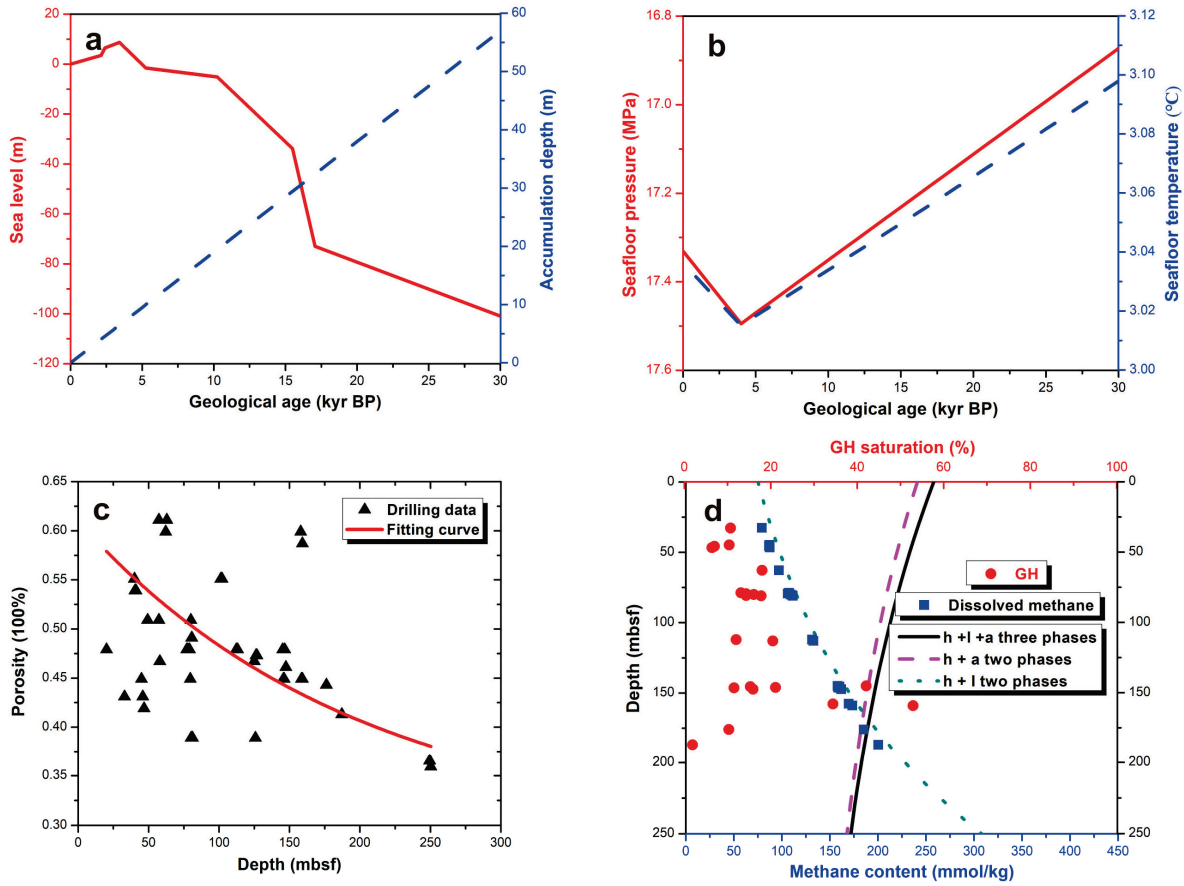 a
20
0
-20
-40
-60
-80
-100
-120
Sea level (m)
60
50
40
30
20
10
0
Accumulation depth (m)
0 5 10 15 20 25 30
Geological age (kyr BP)
b
16.8
17.0
17.2
17.4
17.6
Seafloor pressure (MPa)
3.12
3.10
3.08
3.06
3.04
3.02
3.00
Seafloor temperature (℃)
0 5 10 15 20 25 30
Geological age (kyr BP)
c
Drilling data
Fitting curve
0.65
0.60
0.55
0.50
0.45
0.40
0.35
0.30
Porosity (100%)
0 50 100 150 200 250 300
Depth (mbsf)
GH saturation (%)
0 20 40 60 80 100
d
0
50
100
150
200
250
Depth (mbsf)
GH
Dissolved methane
h +l +a three phases
h + a two phases
h + l two phases
0
50
100
150
200
250
0 50 100 150 200 250 300 350 400 450
Methane content (mmol/kg)